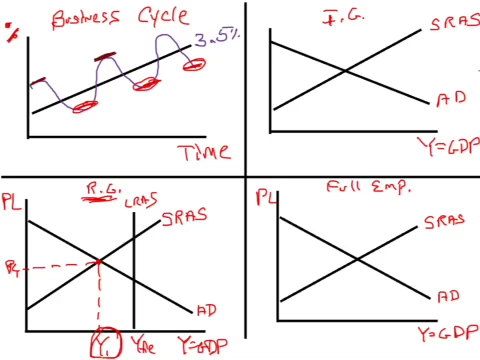 Business Cycle
%
3.5%
Time
I.G.
SRAS
AD
Y=GDP
R.G.
PL
LRAS
SRAS
P1
AD
Y1
Yfe
Y=GDP
Full Emp.
PL
SRAS
AD
Y=GDP